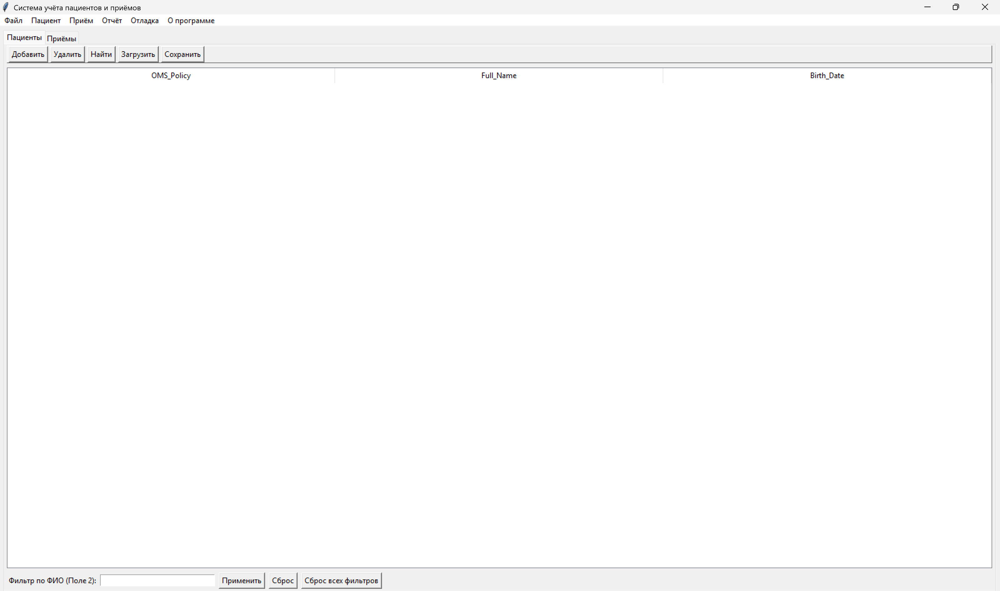 Система учёта пациентов и приёмов
Файл Пациент Приём Отчёт Отладка О программе
Пациенты Приёмы
Добавить Удалить Найти Загрузить Сохранить
OMS_Policy Full_Name Birth_Date
Фильтр по ФИО (Поле 2): Применить Сброс Сброс всех фильтров